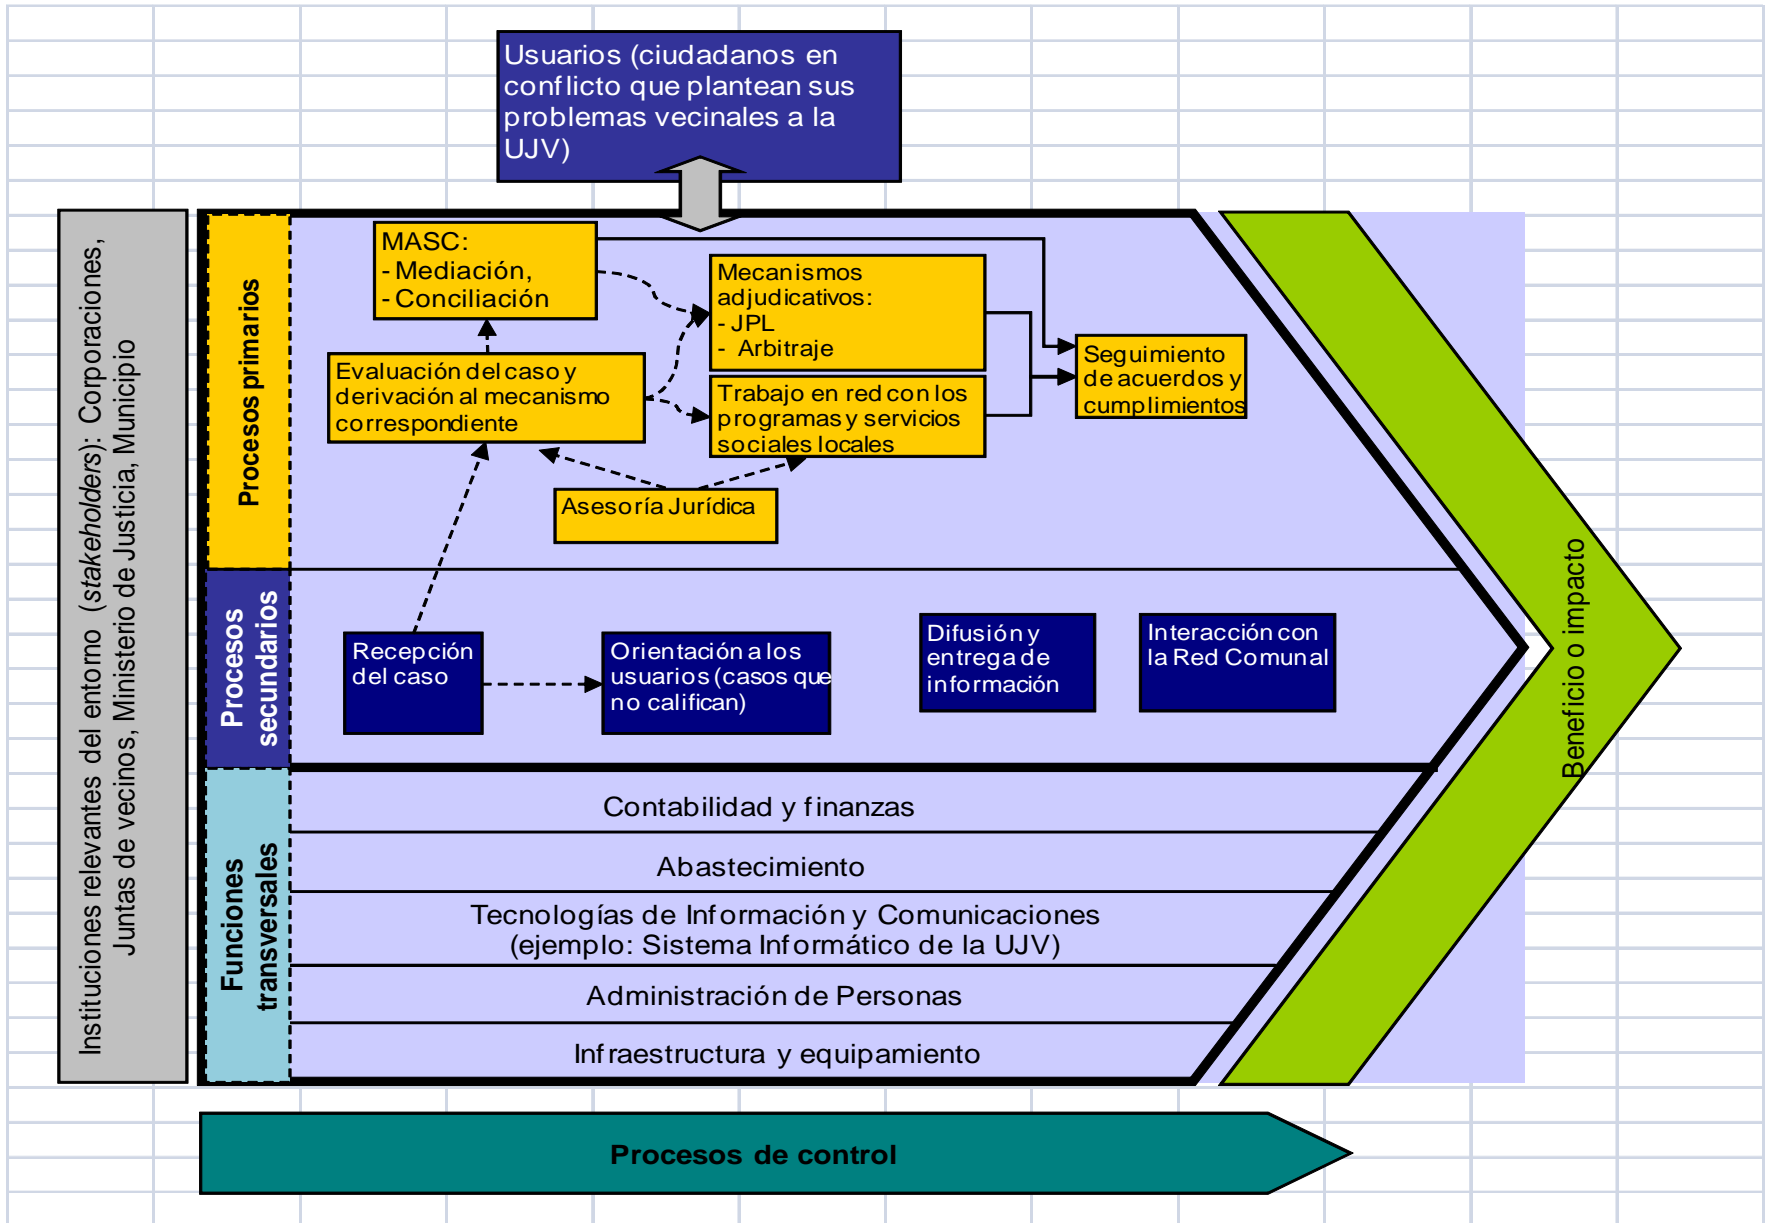 Usuarios (ciudadanos en
conflicto que plantean sus
problemas vecinales a la
UJV)
Instituciones relevantes del entorno (stakeholders): Corporaciones,
Juntas de vecinos, Ministerio de Justicia, Municipio
Procesos primarios
MASC:
- Mediación,
- Conciliación
Mecanismos
adjudicativos:
- JPL
- Arbitraje
Evaluación del caso y
derivación al mecanismo
correspondiente
Trabajo en red con los
programas y servicios
sociales locales
Seguimiento
de acuerdos y
cumplimientos
Asesoría Jurídica
Procesos
secundarios
Recepción
del caso
Orientación a los
usuarios (casos que
no califican)
Difusión y
entrega de
información
Interacción con
la Red Comunal
Funciones
transversales
Contabilidad y finanzas
Abastecimiento
Tecnologías de Información y Comunicaciones
(ejemplo: Sistema Informático de la UJV)
Administración de Personas
Infraestructura y equipamiento
Beneficio o impacto
Procesos de control